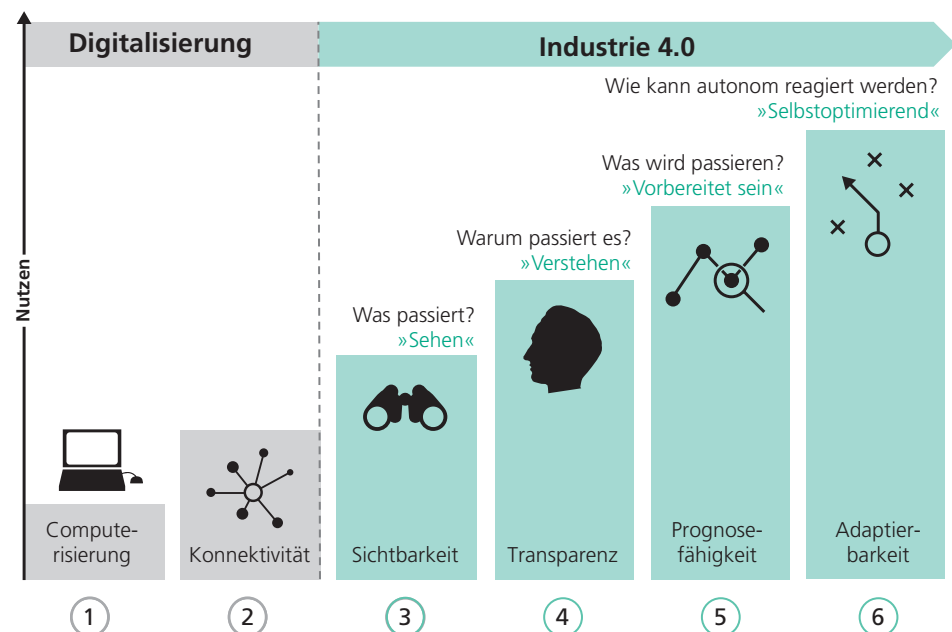 Digitalisierung
Industrie 4.0
Wie kann autonom reagiert werden?
»Selbstoptimierend«
Was wird passieren?
»Vorbereitet sein«
Warum passiert es?
»Verstehen«
Was passiert?
»Sehen«
Nutzen
Compute-
risierung
Konnektivität
Sichtbarkeit
Transparenz
Prognose-
fähigkeit
Adaptier-
barkeit
1
2
3
4
5
6